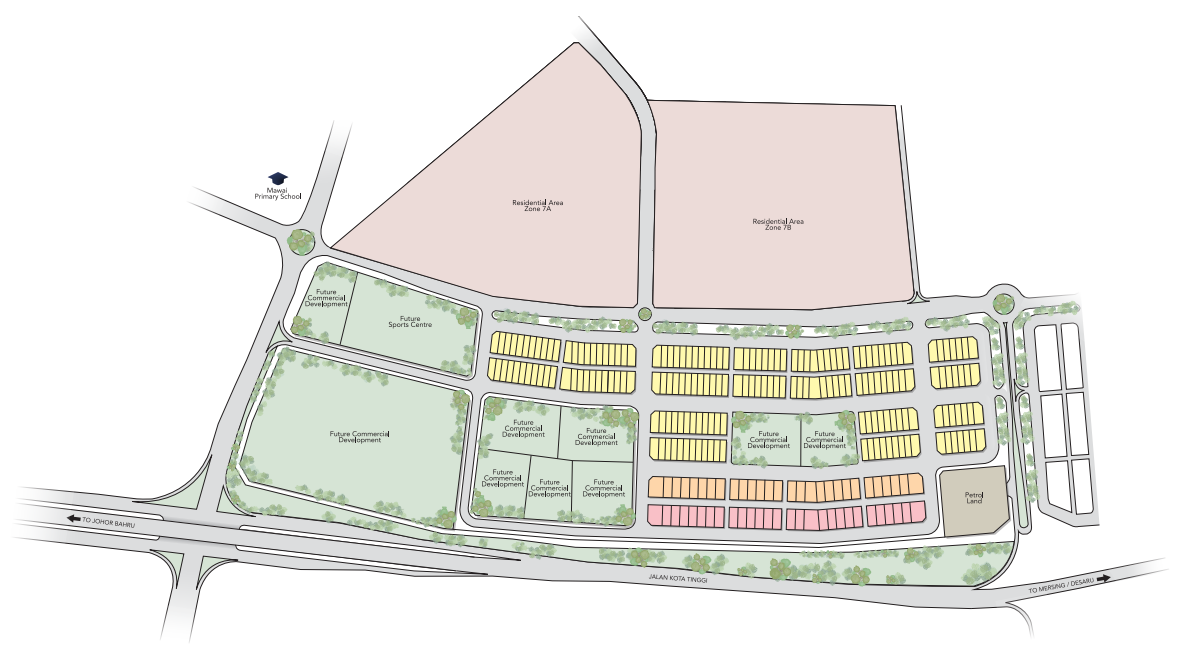 Mawai
Primary School
Residential Area
Zone 7A
Residential Area
Zone 7B
Future
Commercial
Development
Future
Sports Centre
Future Commercial
Development
Future
Commercial
Development
Future
Commercial
Development
Future
Commercial
Development
Future
Commercial
Development
Future
Commercial
Development
Future
Commercial
Development
Future
Commercial
Development
Petrol
Land
TO JOHOR BAHRU
JALAN KOTA TINGGI
TO MERSING / DESARU